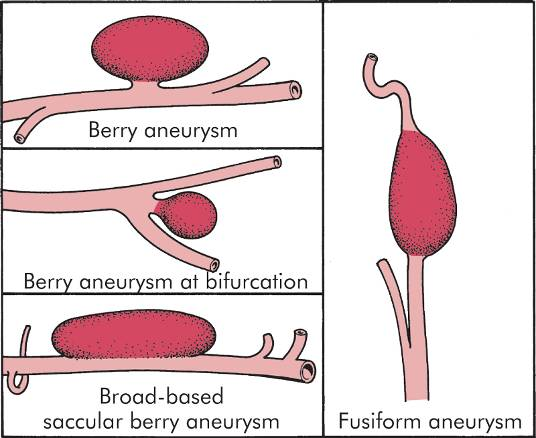 Berry aneurysm
Berry aneurysm at bifurcation
Broad-based
saccular berry aneurysm
Fusiform aneurysm